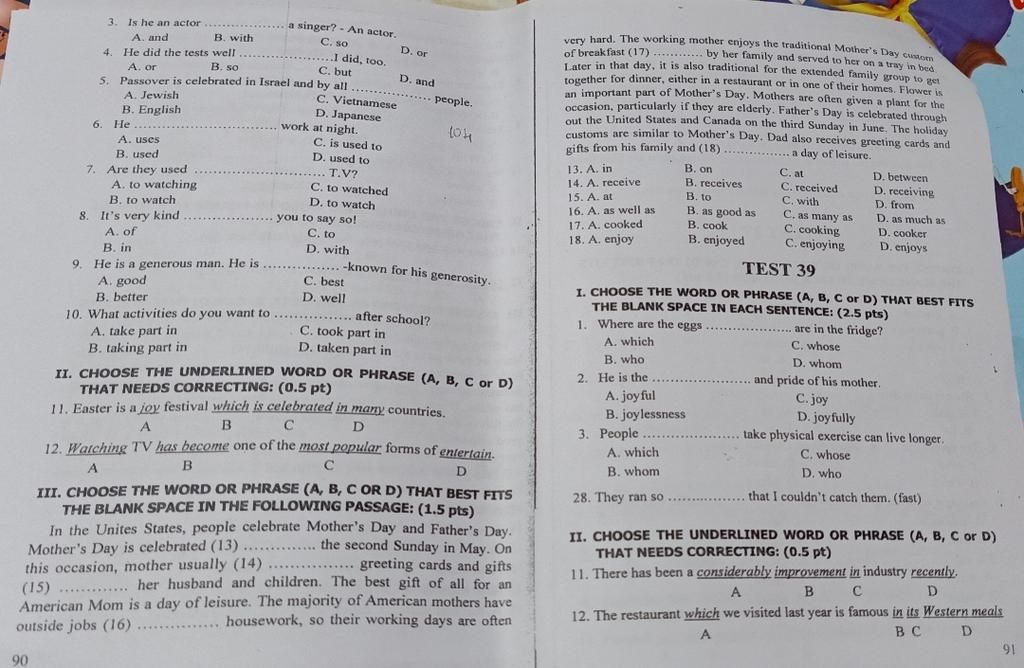 3. Is he an actor .................. a singer? - An actor.
A. and B. with C. so D. or
4. He did the tests well ...........................I did, too.
A. or B. so C. but D. and
5. Passover is celebrated in Israel and by all .................. people.
A. Jewish C. Vietnamese
B. English D. Japanese
6. He ................................ work at night.
A. uses C. is used to
B. used D. used to
7. Are they used .............................. T.V?
A. to watching C. to watched
B. to watch D. to watch
8. It's very kind .................... you to say so!
A. of C. to
B. in D. with
9. He is a generous man. He is .................. -known for his generosity.
A. good C. best
B. better D. well
10. What activities do you want to .................. after school?
A. take part in C. took part in
B. taking part in D. taken part in
II. CHOOSE THE UNDERLINED WORD OR PHRASE (A, B, C or D)
THAT NEEDS CORRECTING: (0.5 pt)
11. Easter is a joy festival which is celebrated in many countries.
A B C D
12. Watching TV has become one of the most popular forms of entertain.
A B C D
III. CHOOSE THE WORD OR PHRASE (A, B, C OR D) THAT BEST FITS
THE BLANK SPACE IN THE FOLLOWING PASSAGE: (1.5 pts)
In the Unites States, people celebrate Mother's Day and Father's Day.
Mother's Day is celebrated (13) ................ the second Sunday in May. On
this occasion, mother usually (14) ................... greeting cards and gifts
(15) ............... her husband and children. The best gift of all for an
American Mom is a day of leisure. The majority of American mothers have
outside jobs (16) .................. housework, so their working days are often
90
very hard. The working mother enjoys the traditional Mother's Day custom
of breakfast (17) ............ by her family and served to her on a tray in bed.
Later in that day, it is also traditional for the extended family group to get
together for dinner, either in a restaurant or in one of their homes. Flower is
an important part of Mother's Day. Mothers are often given a plant for the
occasion, particularly if they are elderly. Father's Day is celebrated through
out the United States and Canada on the third Sunday in June. The holiday
customs are similar to Mother's Day. Dad also receives greeting cards and
gifts from his family and (18) ................ a day of leisure.
13. A. in B. on C. at D. between
14. A. receive B. receives C. received D. receiving
15. A. at B. to C. with D. from
16. A. as well as B. as good as C. as many as D. as much as
17. A. cooked B. cook C. cooking D. cooker
18. A. enjoy B. enjoyed C. enjoying D. enjoys
TEST 39
I. CHOOSE THE WORD OR PHRASE (A, B, C or D) THAT BEST FITS
THE BLANK SPACE IN EACH SENTENCE: (2.5 pts)
1. Where are the eggs .................... are in the fridge?
A. which C. whose
B. who D. whom
2. He is the ....................... and pride of his mother.
A. joyful C. joy
B. joylessness D. joyfully
3. People ...................... take physical exercise can live longer.
A. which C. whose
B. whom D. who
28. They ran so .................. that I couldn't catch them. (fast)
II. CHOOSE THE UNDERLINED WORD OR PHRASE (A, B, C or D)
THAT NEEDS CORRECTING: (0.5 pt)
11. There has been a considerably improvement in industry recently.
A B C D
12. The restaurant which we visited last year is famous in its Western meals
A B C D
91